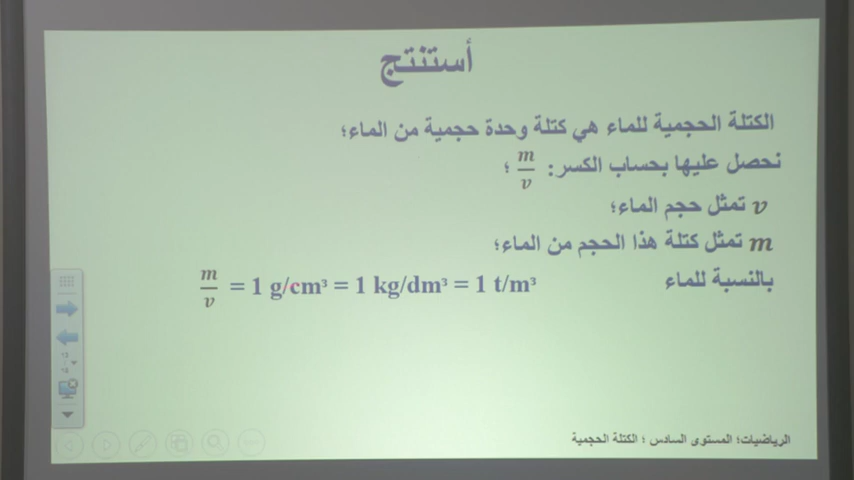 أستنتج
الكتلة الحجمية للماء هي كتلة وحدة حجمية من الماء؛
نحصل عليها بحساب الكسر: m/v ؛
v تمثل حجم الماء؛
m تمثل كتلة هذا الحجم من الماء؛
بالنسبة للماء m/v = 1 g/cm³ = 1 kg/dm³ = 1 t/m³
الرياضيات؛ المستوى السادس ؛ الكتلة الحجمية